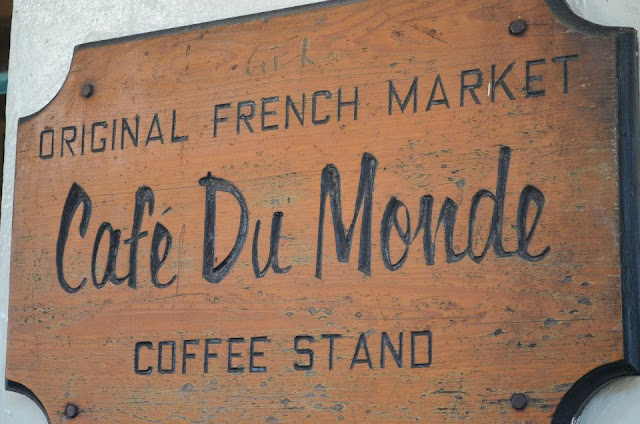 ORIGINAL FRENCH MARKET
Café Du Monde
COFFEE STAND